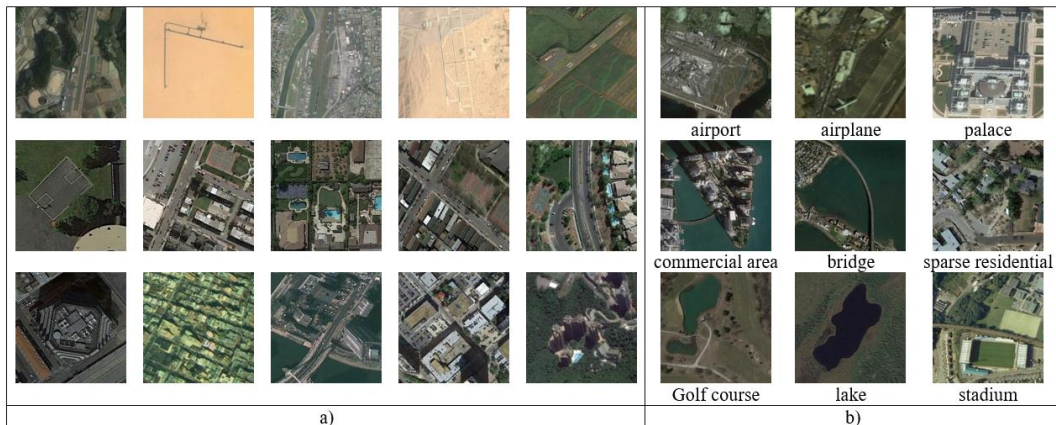 airport airplane palace
commercial area bridge sparse residential
Golf course lake stadium
a) b)